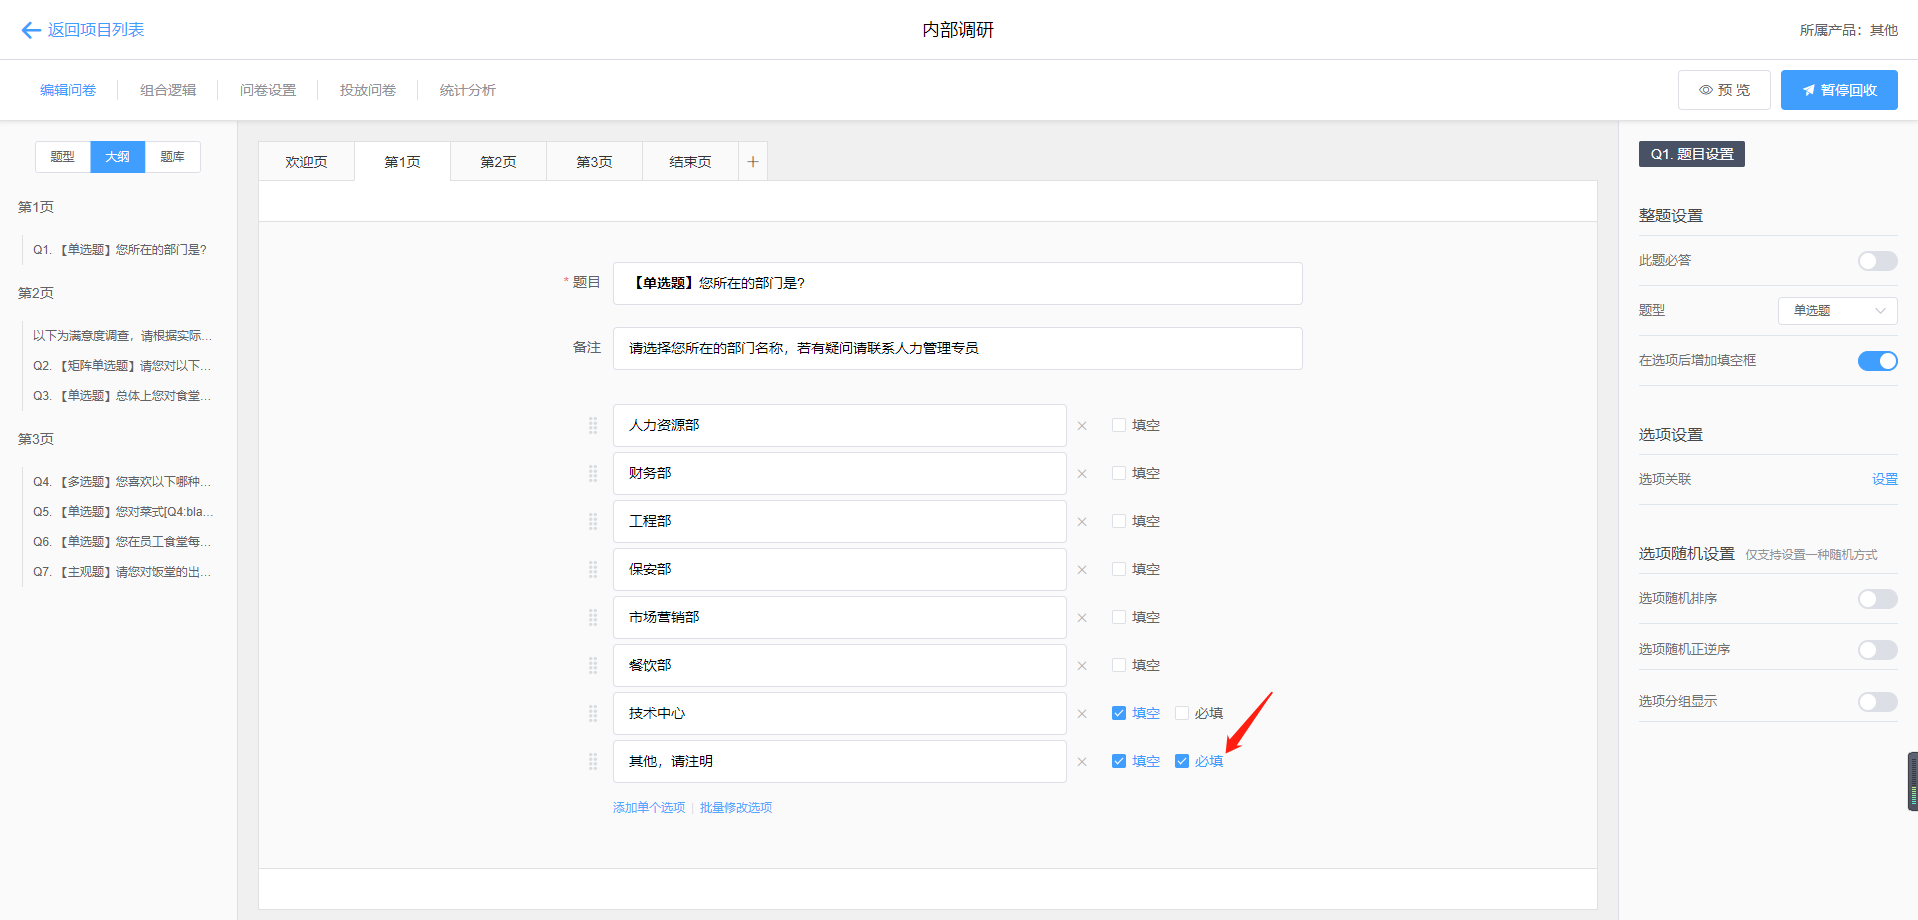 返回项目列表
内部调研
所属产品：其他
编辑问卷
组合逻辑
问卷设置
投放问卷
统计分析
预 览
暂停回收
题型
大纲
题库
第1页
Q1. 【单选题】您所在的部门是?
第2页
以下为满意度调查，请根据实际...
Q2. 【矩阵单选题】请您对以下...
Q3. 【单选题】总体上您对食堂...
第3页
Q4. 【多选题】您喜欢以下哪种...
Q5. 【单选题】您对菜式[Q4:bla...
Q6. 【单选题】您在员工食堂每...
Q7. 【主观题】请您对饭堂的出...
欢迎页
第1页
第2页
第3页
结束页
+
* 题目
【单选题】您所在的部门是?
备注
请选择您所在的部门名称，若有疑问请联系人力管理专员
人力资源部
× 填空
财务部
× 填空
工程部
× 填空
保安部
× 填空
市场营销部
× 填空
餐饮部
× 填空
技术中心
× 填空 必填
其他，请注明
× 填空 必填
添加单个选项 | 批量修改选项
Q1. 题目设置
整题设置
此题必答
题型
单选题
在选项后增加填空框
选项设置
选项关联
设置
选项随机设置 仅支持设置一种随机方式
选项随机排序
选项随机正逆序
选项分组显示